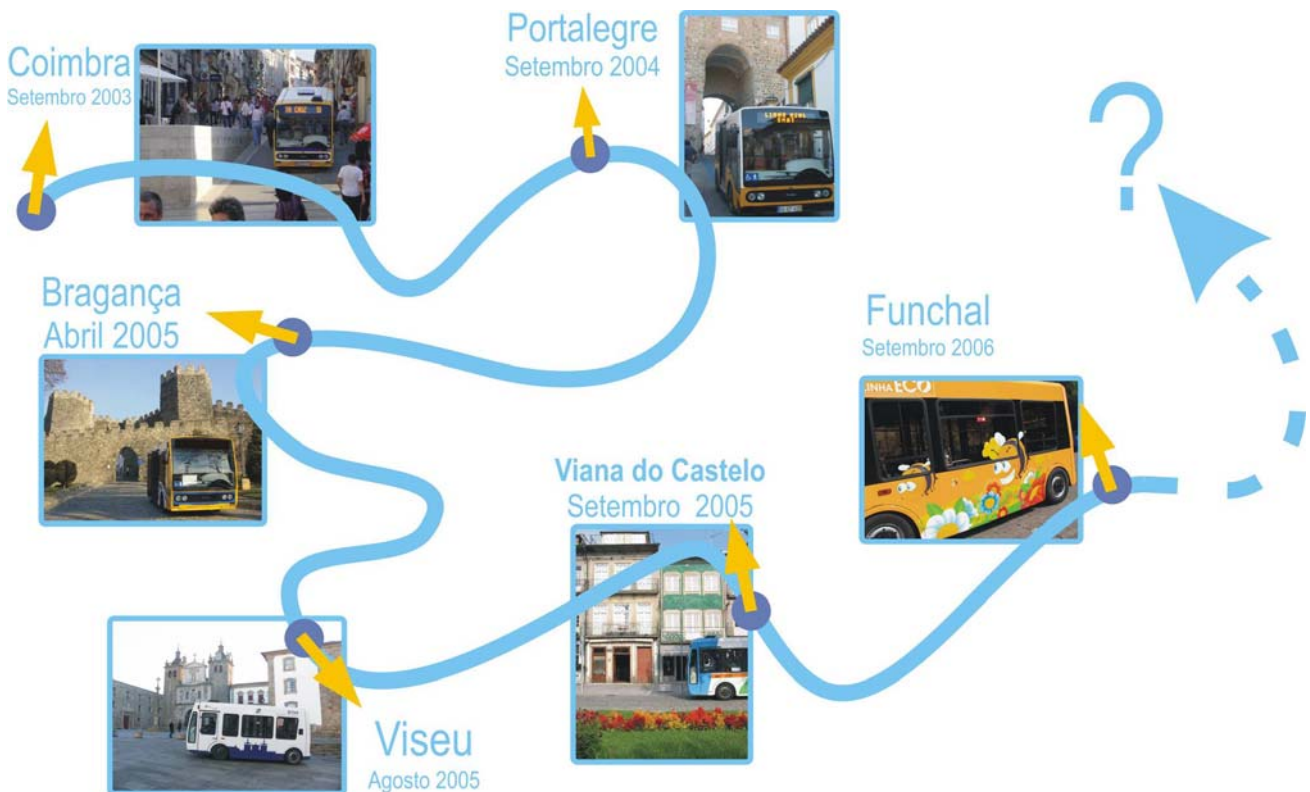 Coimbra
Setembro 2003
Portalegre
Setembro 2004
?
Bragança
Abril 2005
Funchal
Setembro 2006
LINHA ECO
Viana do Castelo
Setembro 2005
Viseu
Agosto 2005